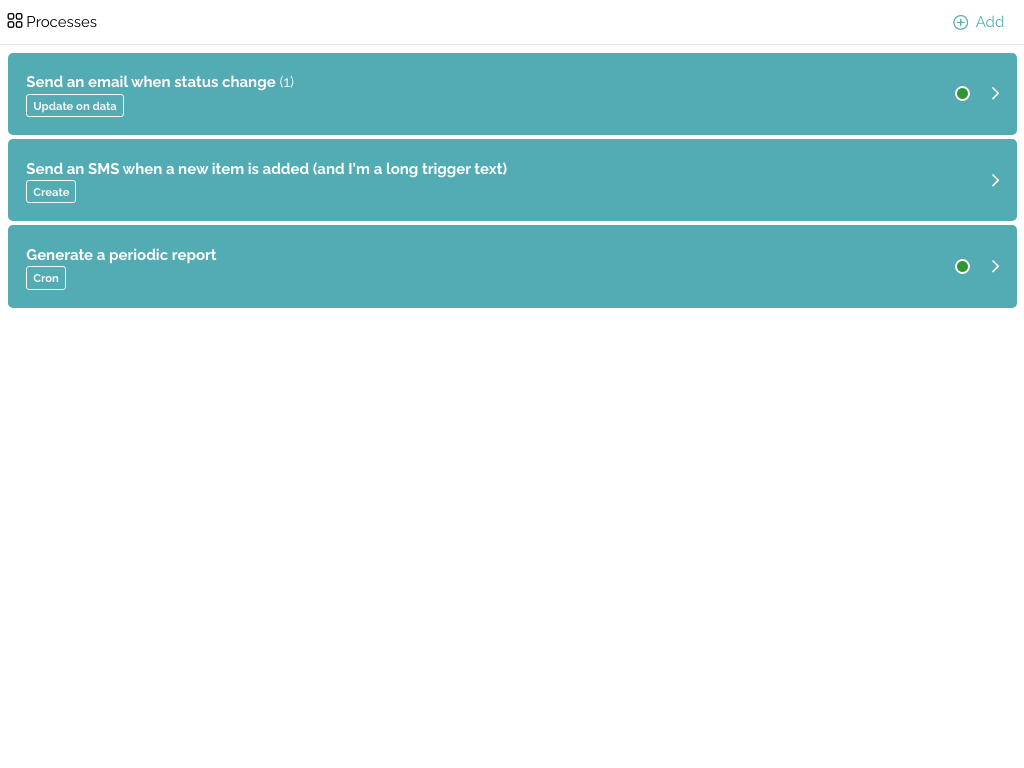 Processes
Add
Send an email when status change (1)
Update on data
Send an SMS when a new item is added (and I'm a long trigger text)
Create
Generate a periodic report
Cron